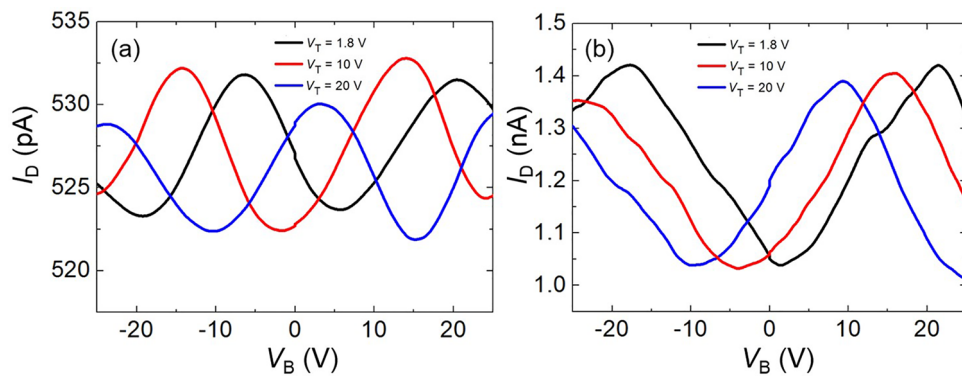 (a)
V_T = 1.8 V
V_T = 10 V
V_T = 20 V
I_D (pA)
535
530
525
520
-20 -10 0 10 20
V_B (V)
(b)
V_T = 1.8 V
V_T = 10 V
V_T = 20 V
I_D (nA)
1.5
1.4
1.3
1.2
1.1
1.0
-20 -10 0 10 20
V_B (V)